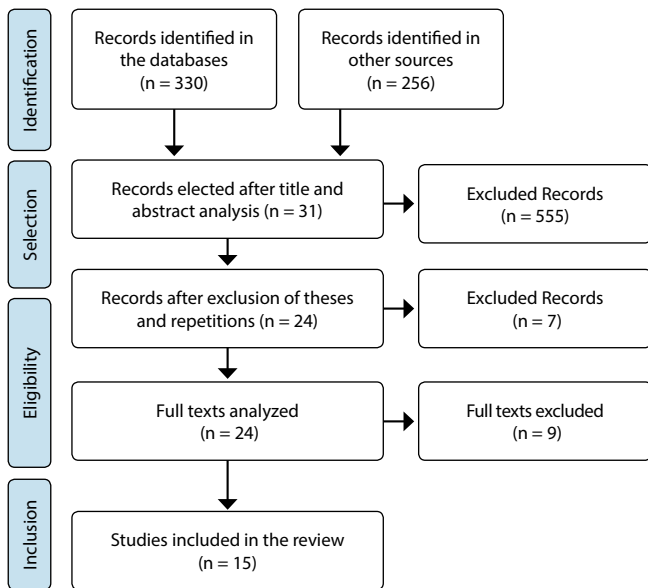 Identification
Records identified in
the databases
(n = 330)
Records identified in
other sources
(n = 256)
Selection
Records elected after title and
abstract analysis (n = 31)
Excluded Records
(n = 555)
Eligibility
Records after exclusion of theses
and repetitions (n = 24)
Excluded Records
(n = 7)
Full texts analyzed
(n = 24)
Full texts excluded
(n = 9)
Inclusion
Studies included in the review
(n = 15)